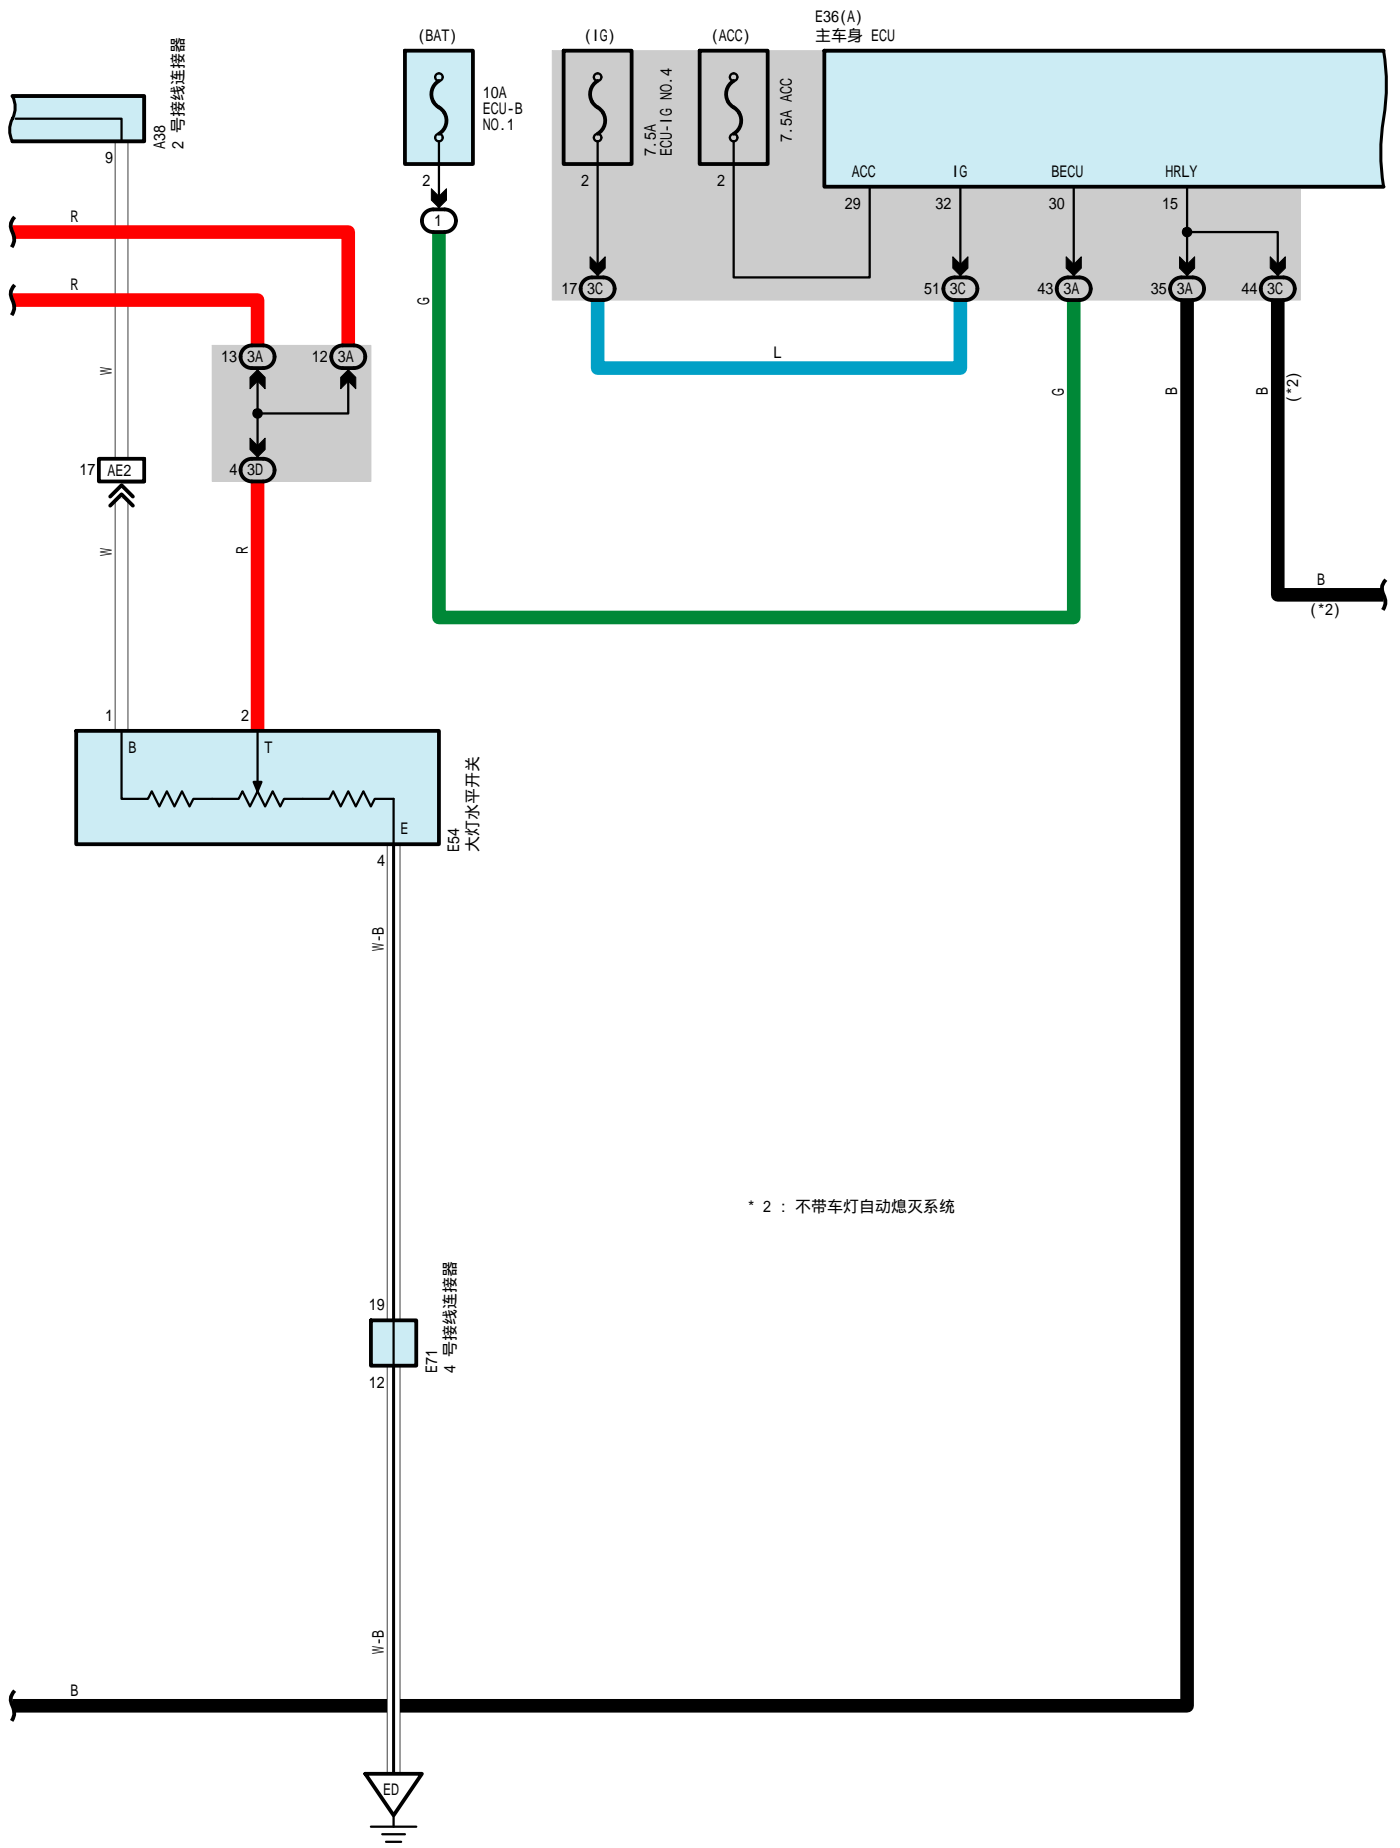 E36(A)
主车身 ECU
(BAT)
(IG)
(ACC)
10A
ECU-B
NO.1
7.5A
ECU-IG NO.4
7.5A ACC
A38
2 号接线连接器
9
2
2
2
ACC
IG
BECU
HRLY
29
32
30
15
1
R
R
G
17
3C
51
3C
43
3A
35
3A
44
3C
L
13
3A
12
3A
W
G
B
B
(*2)
17
AE2
4
3D
W
R
B
(*2)
1
2
B
T
E
E54
大灯水平开关
4
W-B
* 2 : 不带车灯自动熄灭系统
19
E71
4 号接线连接器
12
W-B
B
ED